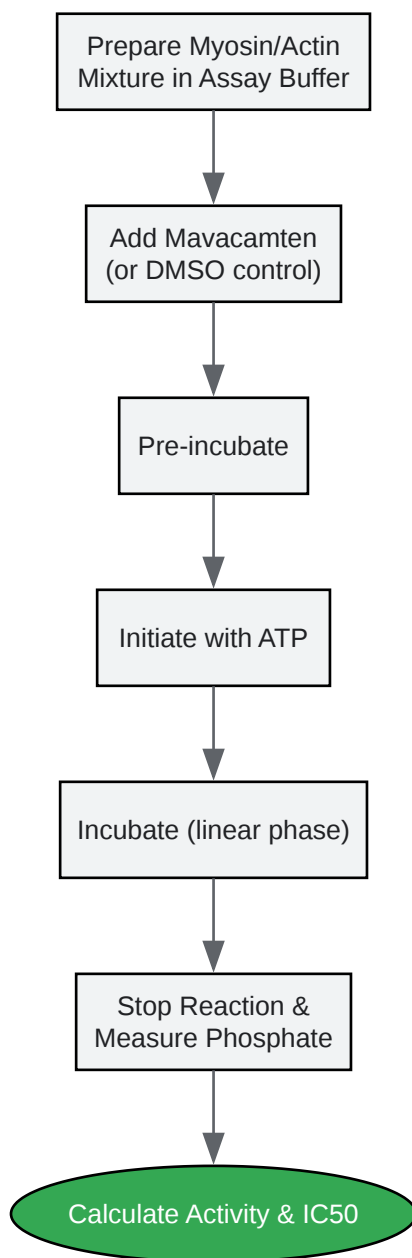 Prepare Myosin/Actin
Mixture in Assay Buffer
Add Mavacamten
(or DMSO control)
Pre-incubate
Initiate with ATP
Incubate (linear phase)
Stop Reaction &
Measure Phosphate
Calculate Activity & IC50